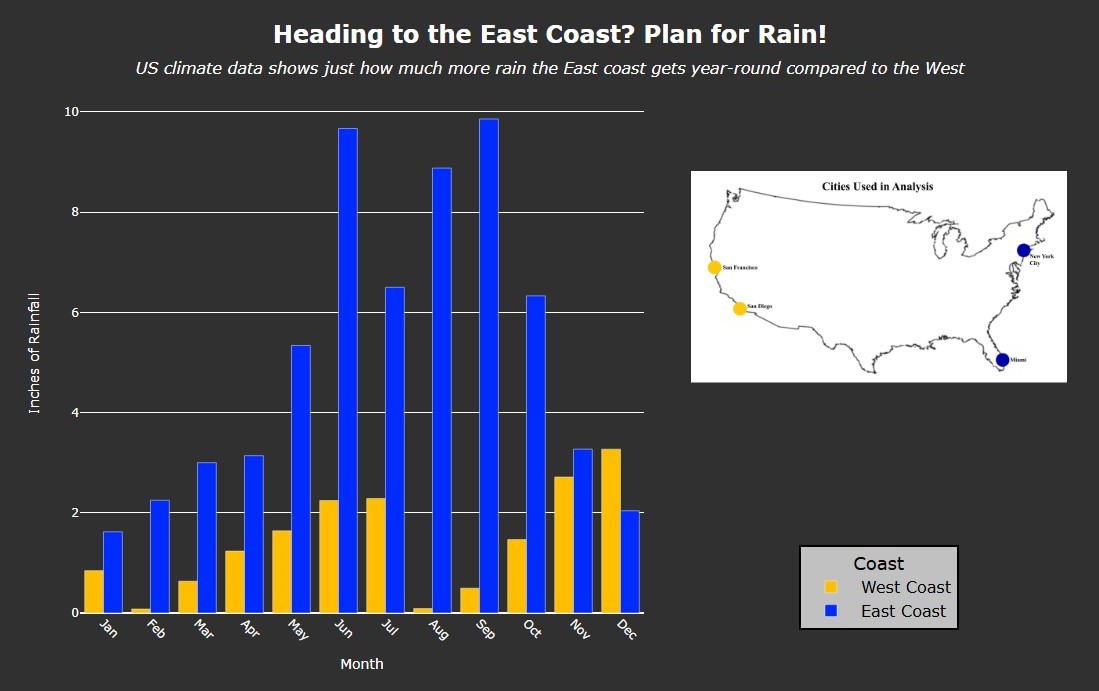 Heading to the East Coast? Plan for Rain!
US climate data shows just how much more rain the East coast gets year-round compared to the West
10
8
6
4
2
0
Inches of Rainfall
Jan
Feb
Mar
Apr
May
Jun
Jul
Aug
Sep
Oct
Nov
Dec
Month
Cities Used in Analysis
New York
City
San Francisco
San Diego
Miami
Coast
West Coast
East Coast